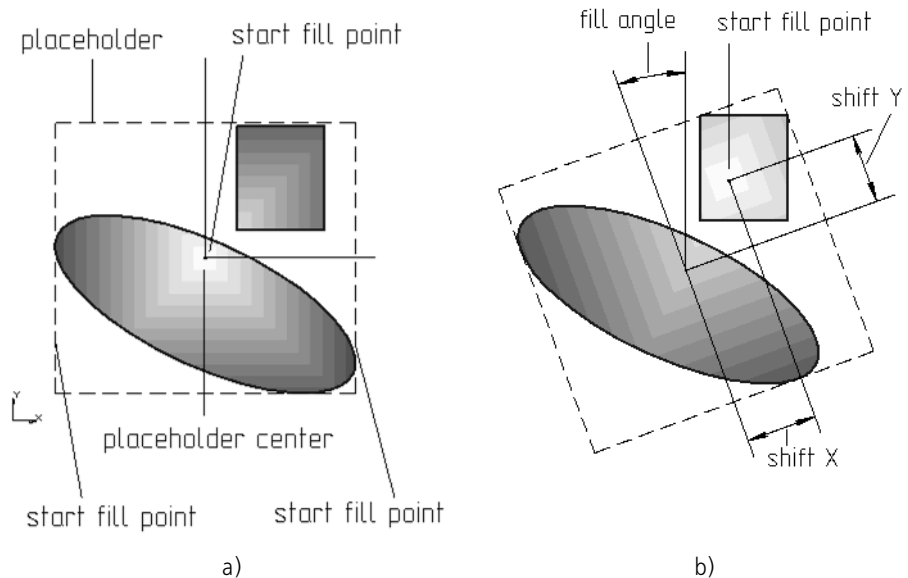 start fill point
placeholder
Y
X
placeholder center
start fill point
start fill point
a)
fill angle
start fill point
shift Y
shift X
b)